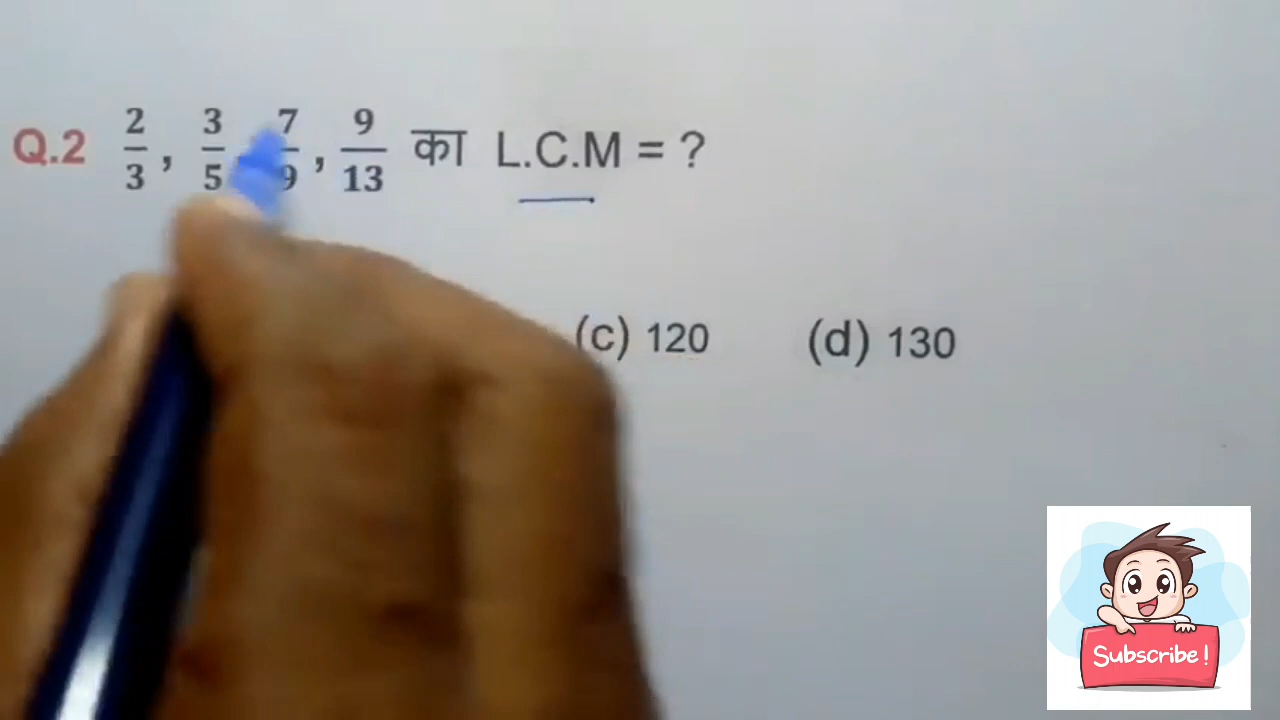 Q.2 2/3, 3/5 7/9, 9/13 का L.C.M = ?
(c) 120 (d) 130
Subscribe!